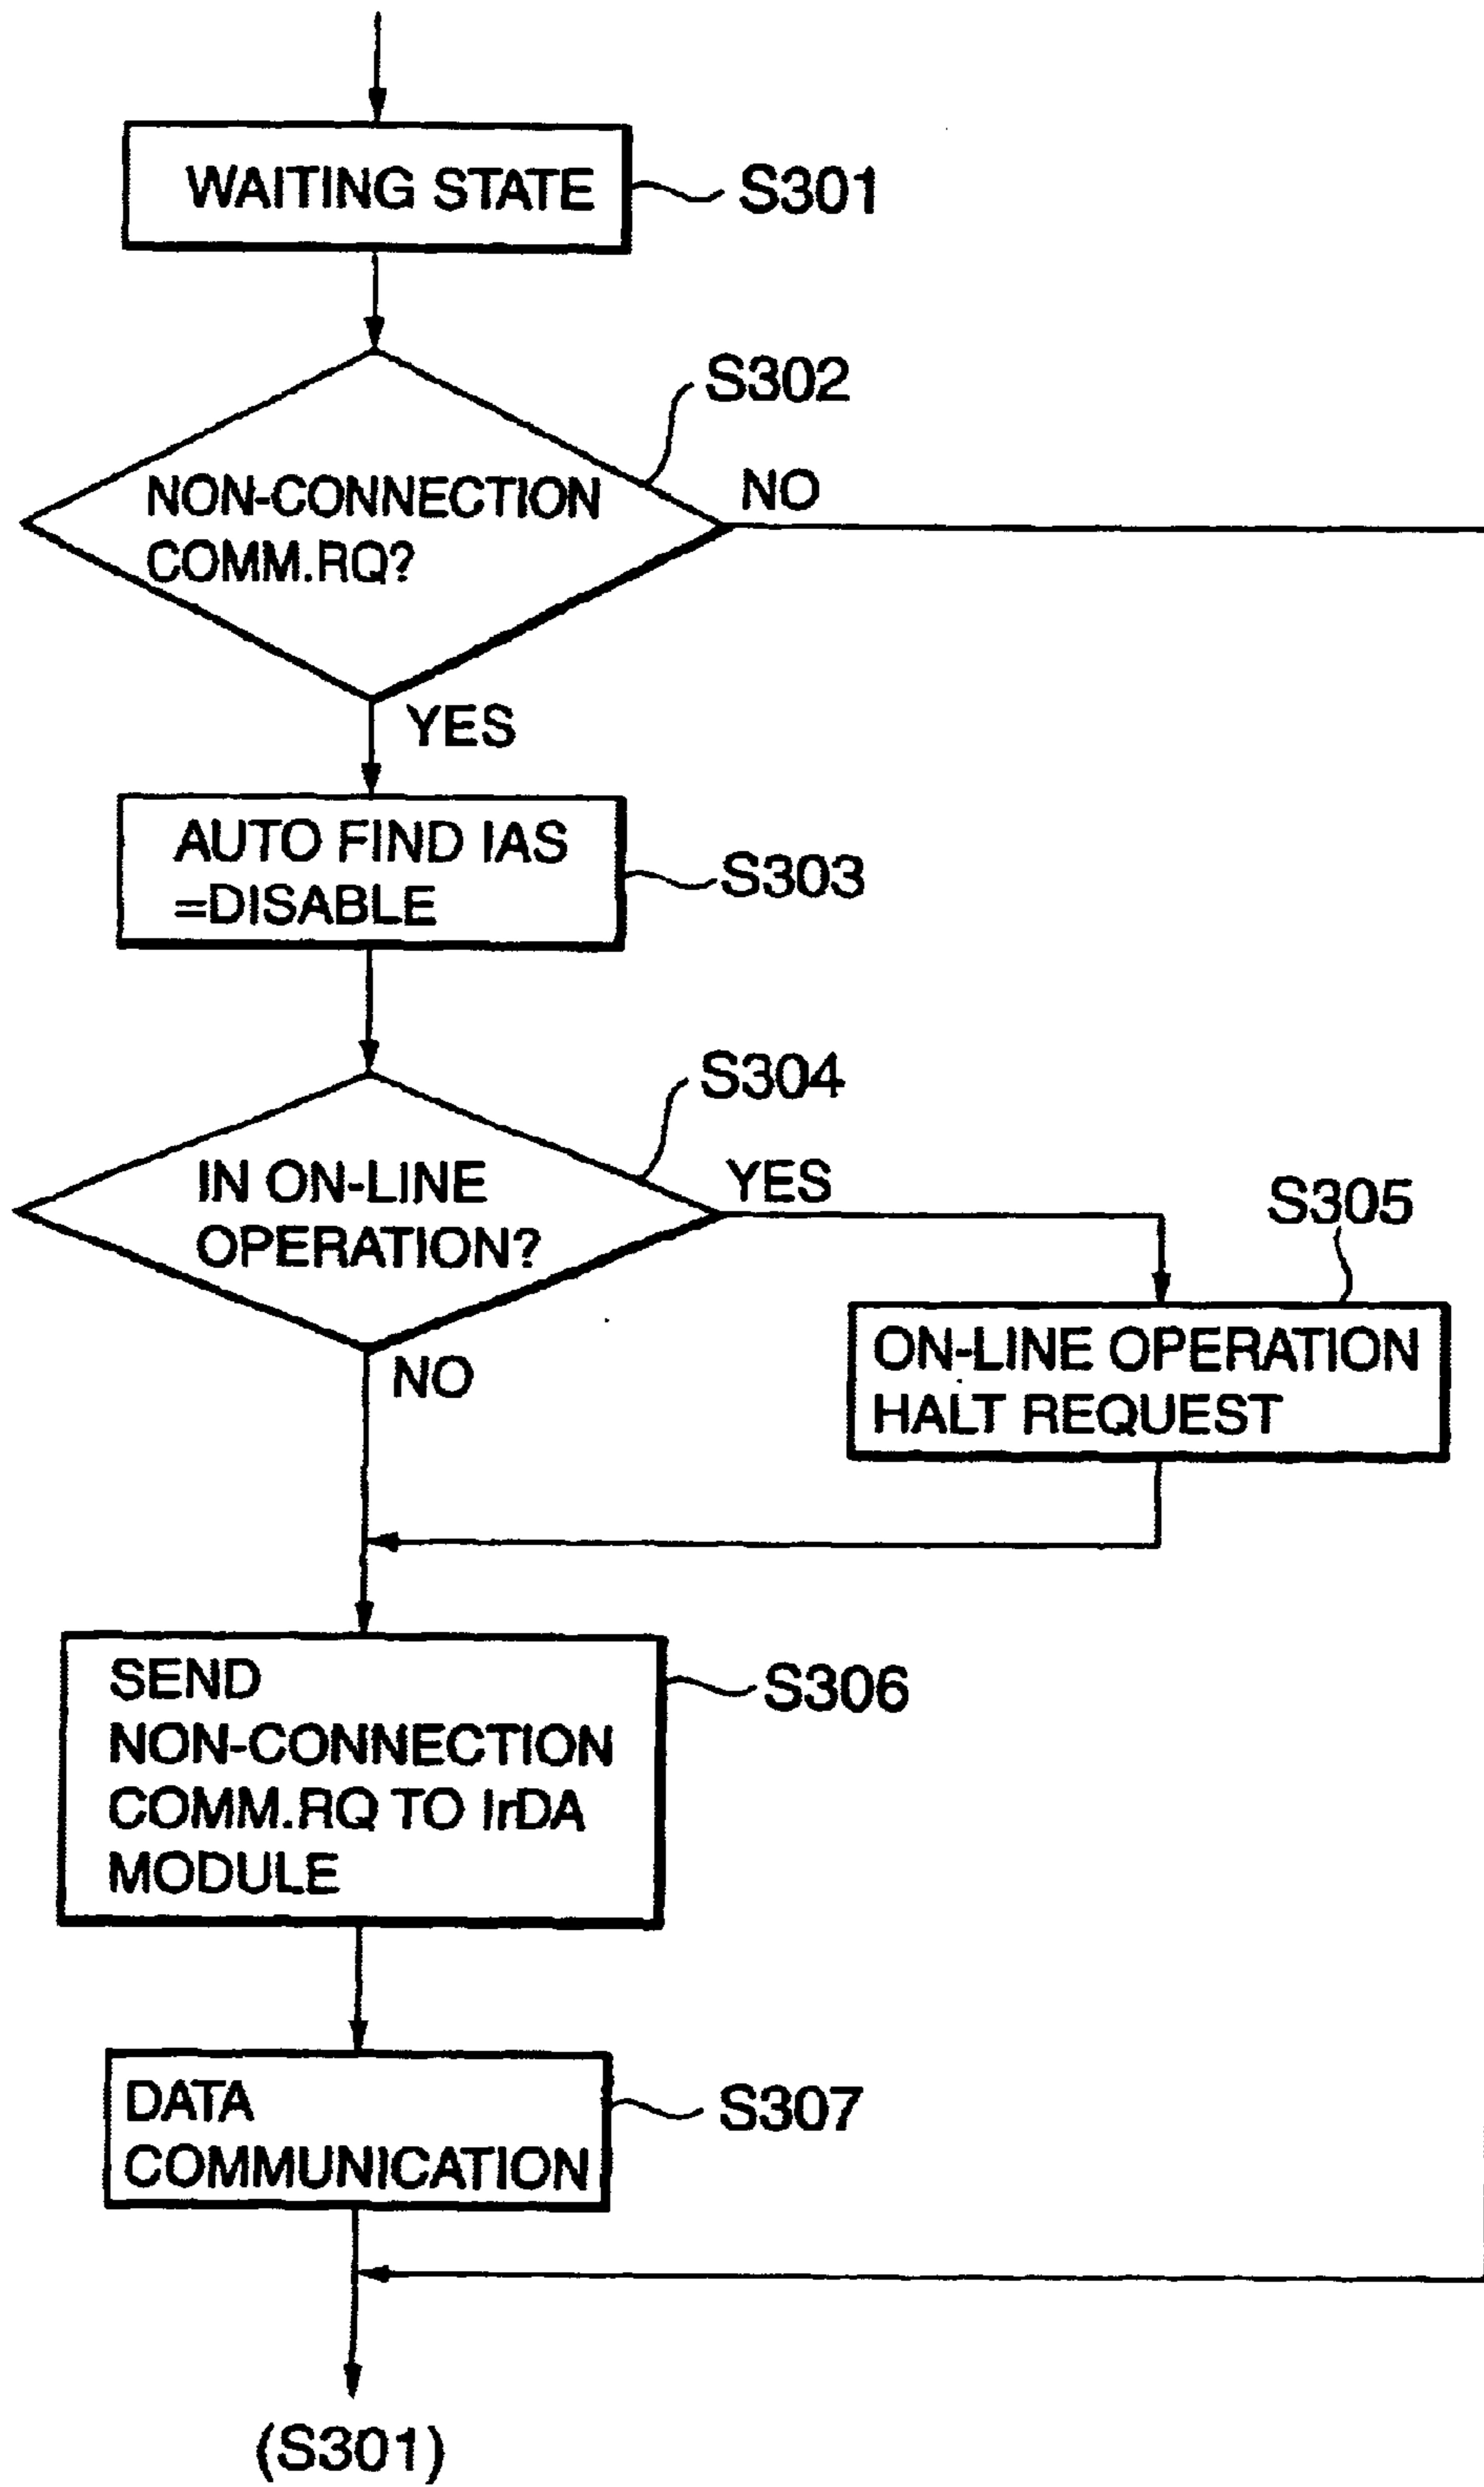 WAITING STATE
S301
S302
NON-CONNECTION
COMM.RQ?
NO
YES
AUTO FIND IAS
=DISABLE
S303
S304
IN ON-LINE
OPERATION?
YES
S305
ON-LINE OPERATION
HALT REQUEST
NO
SEND
NON-CONNECTION
COMM.RQ TO IrDA
MODULE
S306
DATA
COMMUNICATION
S307
(S301)